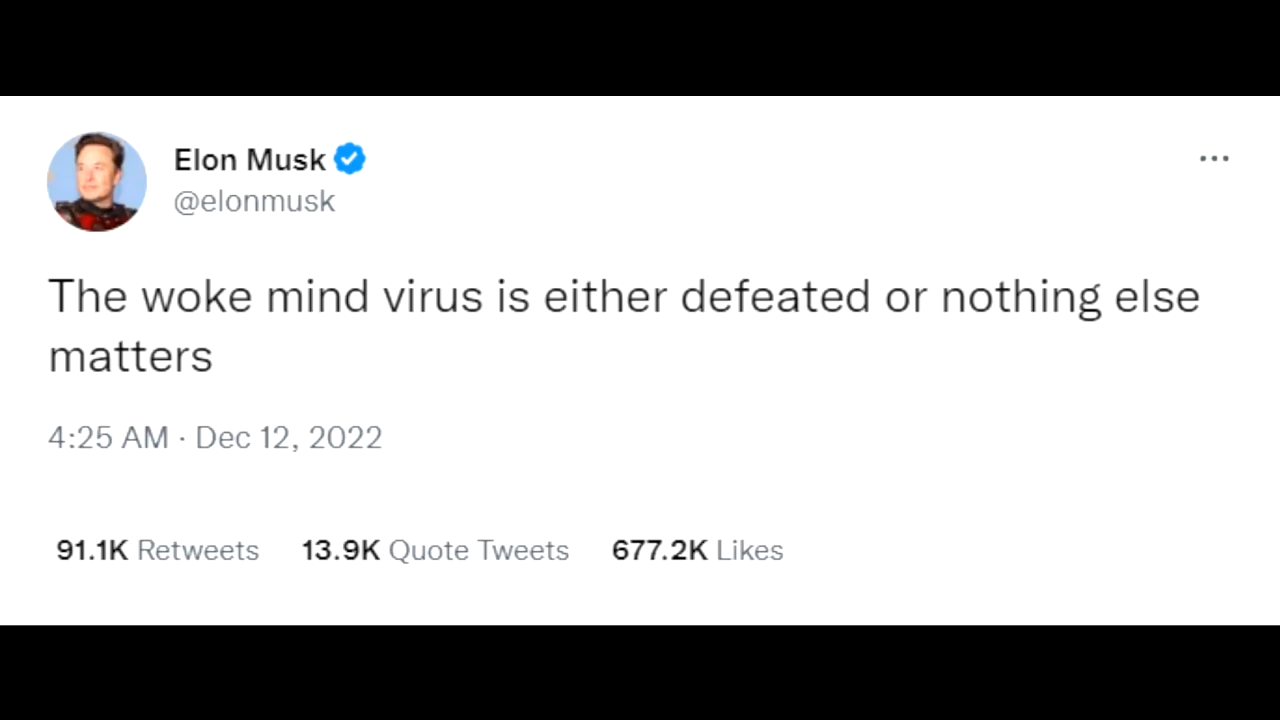 Elon Musk
@elonmusk
The woke mind virus is either defeated or nothing else
matters
4:25 AM · Dec 12, 2022
91.1K Retweets 13.9K Quote Tweets 677.2K Likes